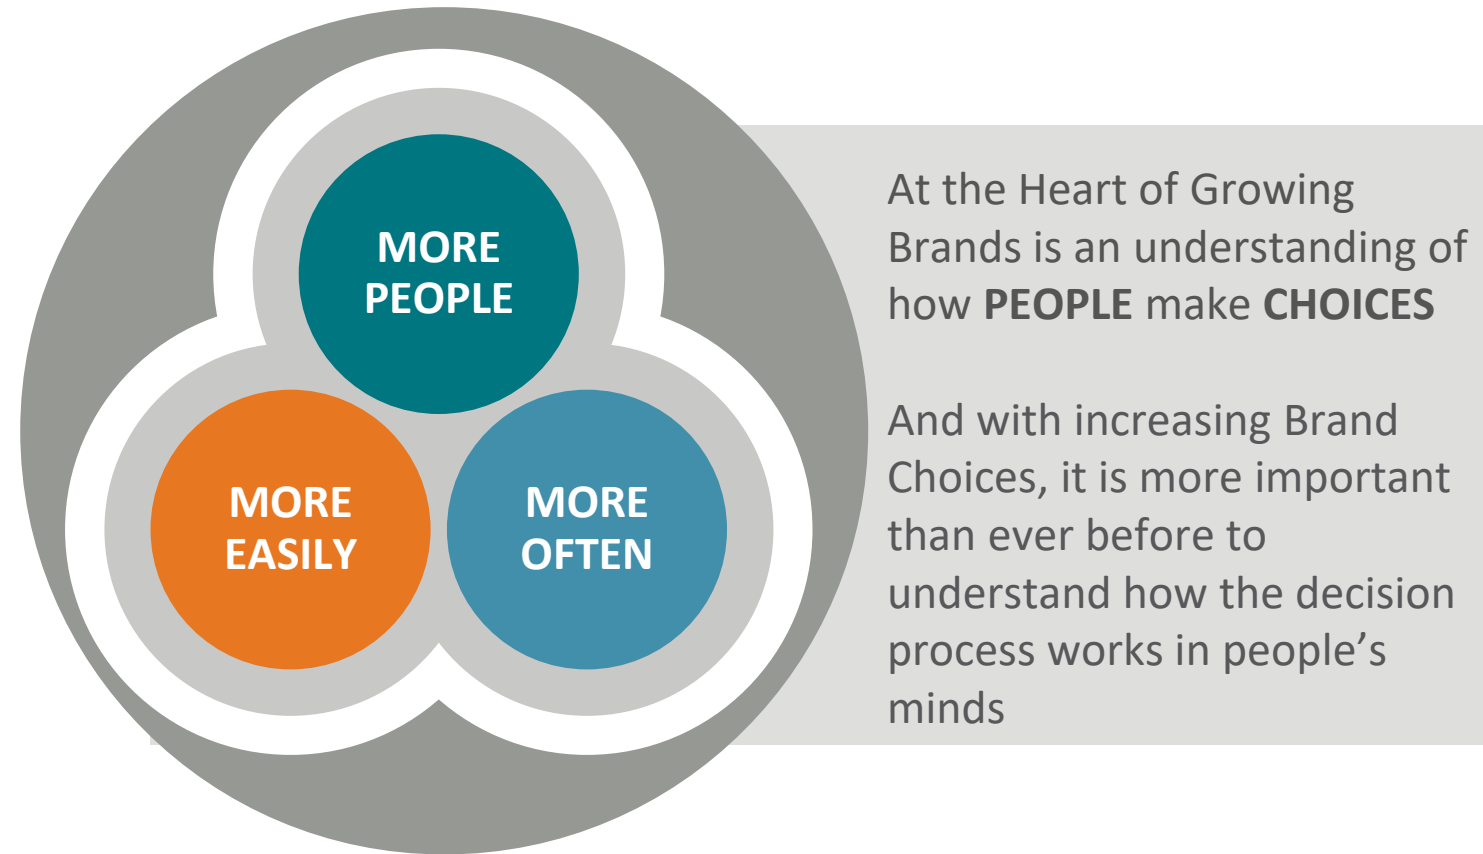 MORE
PEOPLE
MORE
EASILY
MORE
OFTEN
At the Heart of Growing
Brands is an understanding of
how PEOPLE make CHOICES
And with increasing Brand
Choices, it is more important
than ever before to
understand how the decision
process works in people’s
minds